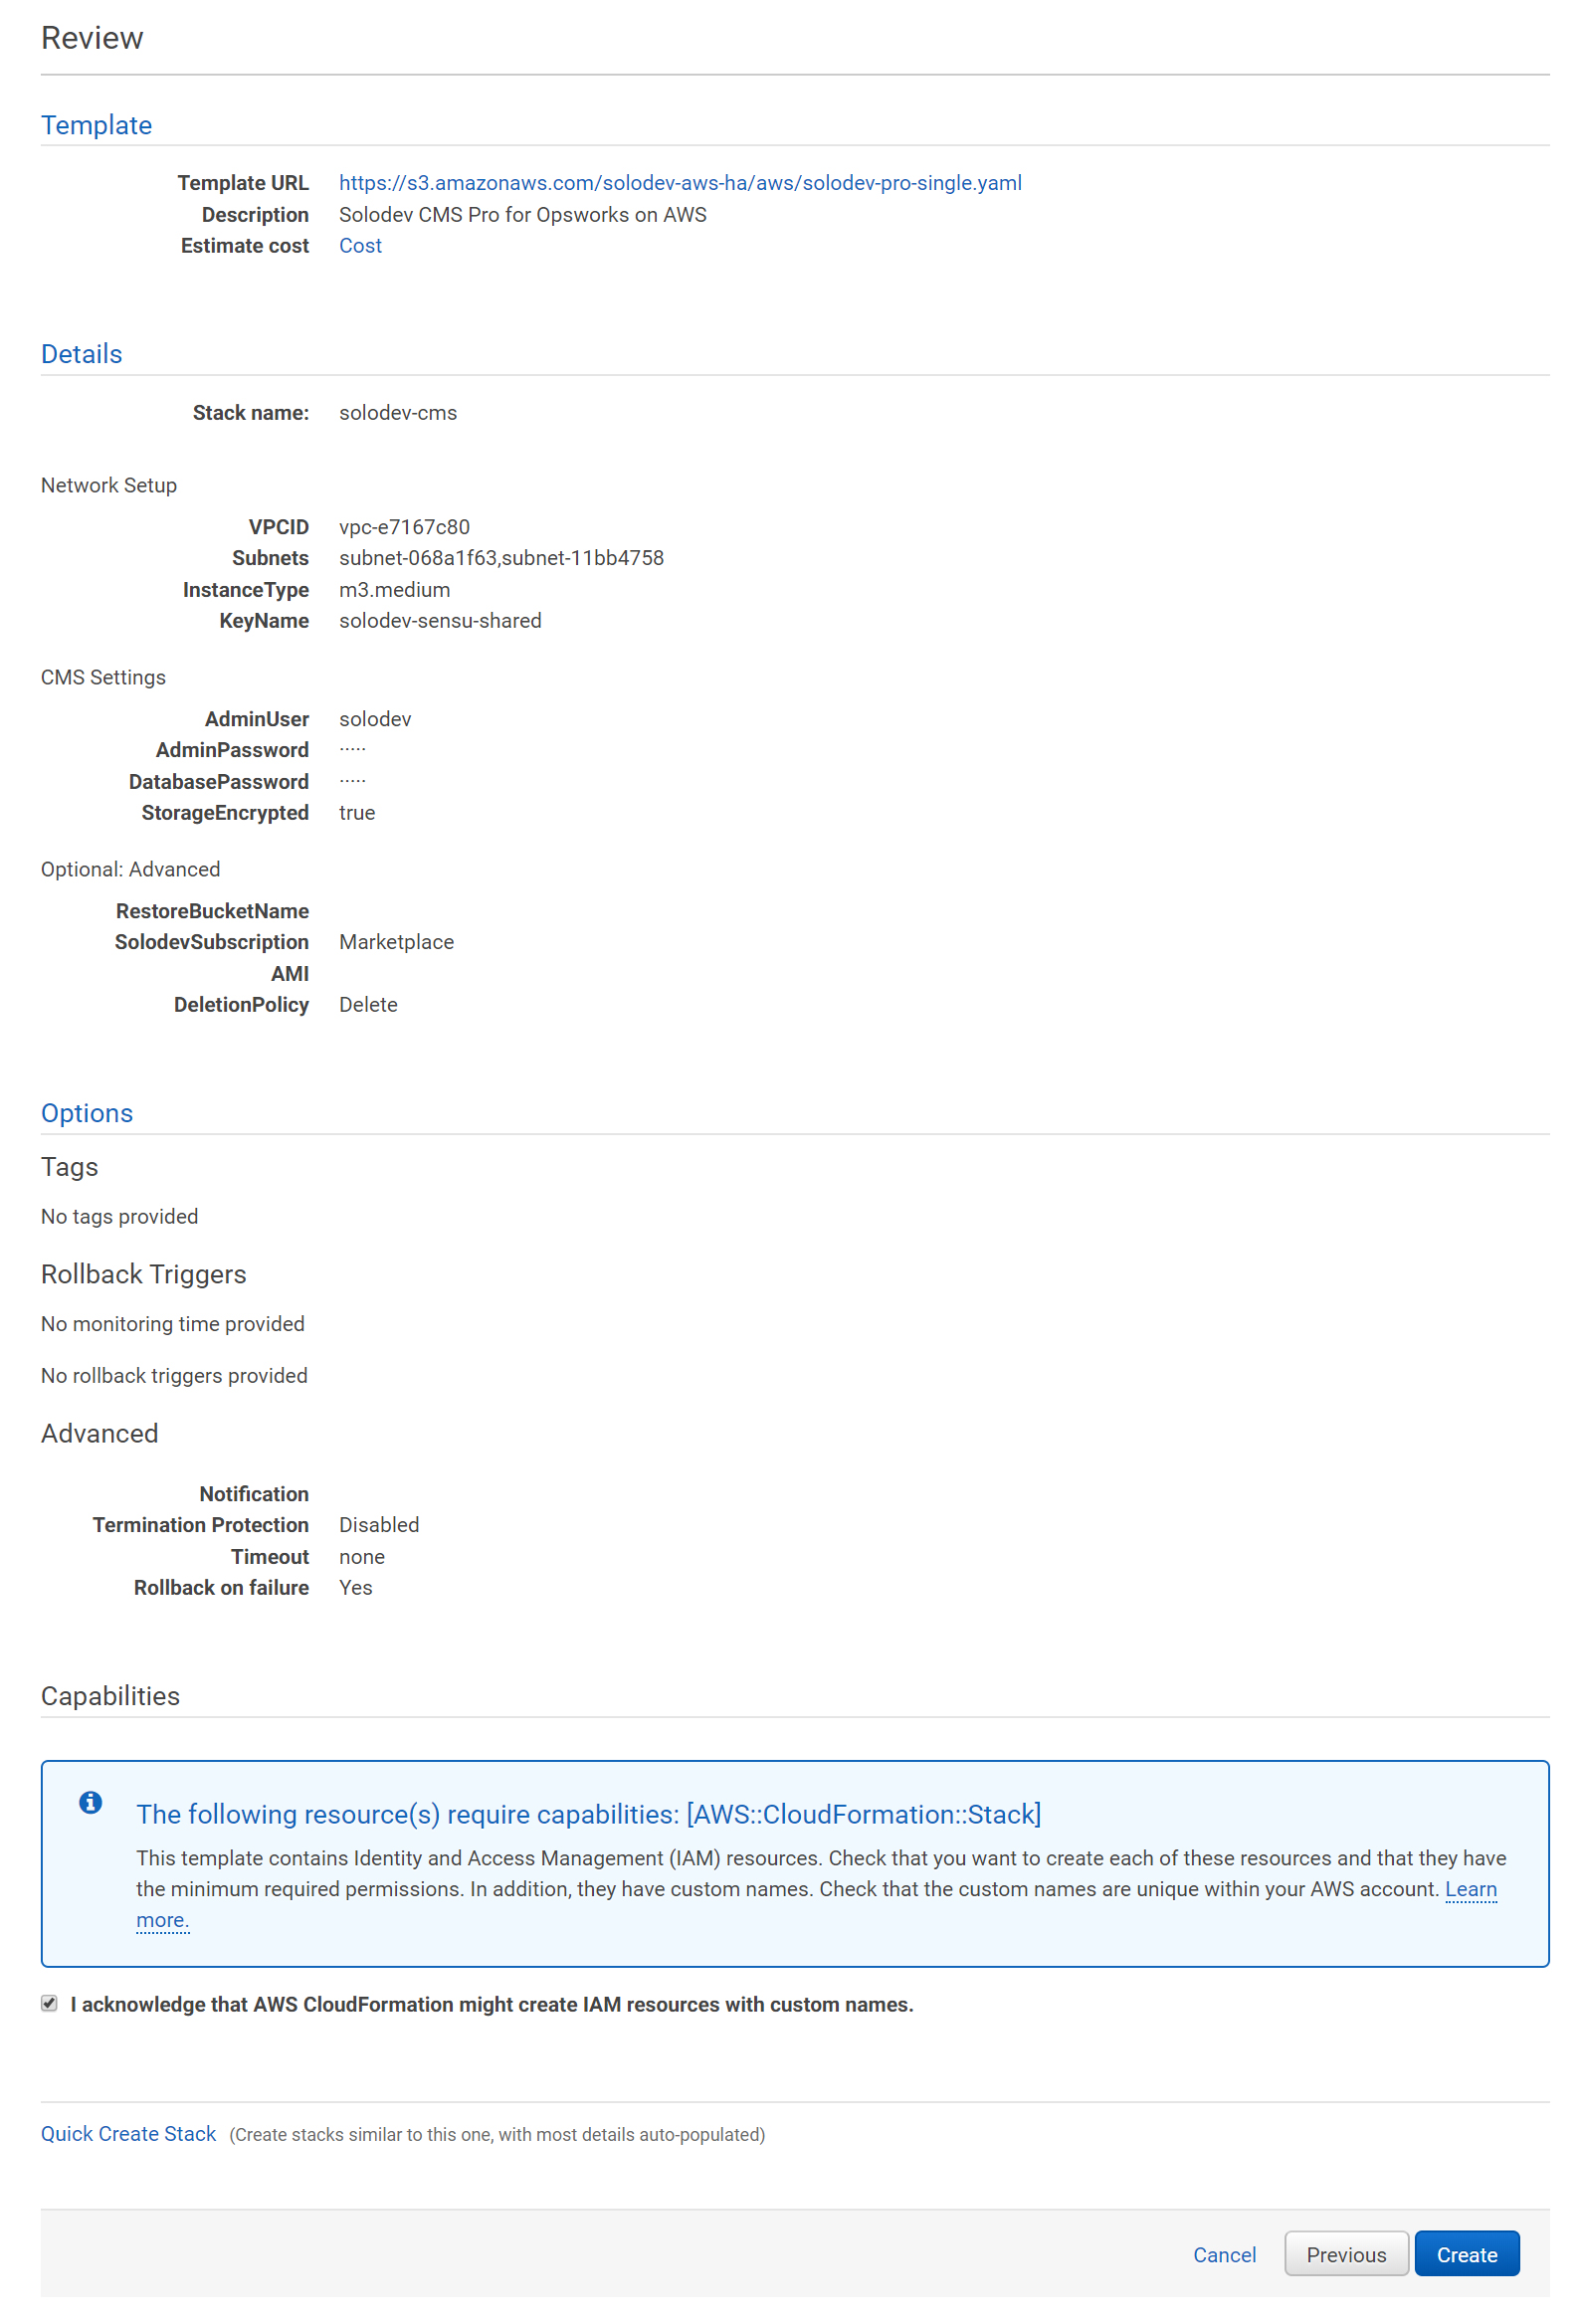 Review
Template
Template URL https://s3.amazonaws.com/solodev-aws-ha/aws/solodev-pro-single.yaml
Description Solodev CMS Pro for Opsworks on AWS
Estimate cost Cost
Details
Stack name: solodev-cms
Network Setup
VPCID vpc-e7167c80
Subnets subnet-068a1f63,subnet-11bb4758
InstanceType m3.medium
KeyName solodev-sensu-shared
CMS Settings
AdminUser solodev
AdminPassword ·····
DatabasePassword ·····
StorageEncrypted true
Optional: Advanced
RestoreBucketName
SolodevSubscription Marketplace
AMI
DeletionPolicy Delete
Options
Tags
No tags provided
Rollback Triggers
No monitoring time provided
No rollback triggers provided
Advanced
Notification
Termination Protection Disabled
Timeout none
Rollback on failure Yes
Capabilities
The following resource(s) require capabilities: [AWS::CloudFormation::Stack]
This template contains Identity and Access Management (IAM) resources. Check that you want to create each of these resources and that they have
the minimum required permissions. In addition, they have custom names. Check that the custom names are unique within your AWS account. Learn
more.
I acknowledge that AWS CloudFormation might create IAM resources with custom names.
Quick Create Stack (Create stacks similar to this one, with most details auto-populated)
Cancel Previous Create